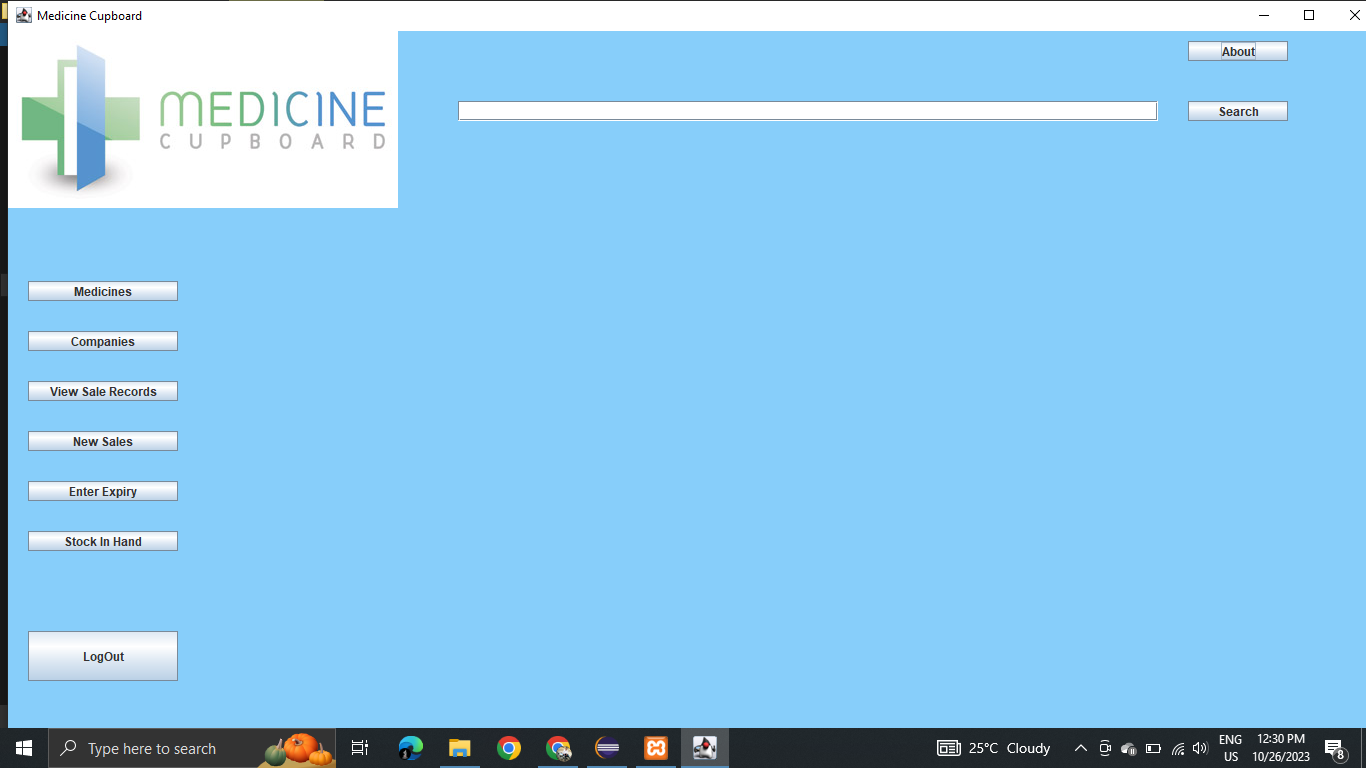 Medicine Cupboard
About
MEDICINE
CUPBOARD
Search
Medicines
Companies
View Sale Records
New Sales
Enter Expiry
Stock In Hand
LogOut
Type here to search
25°C Cloudy
ENG
US
12:30 PM
10/26/2023
8